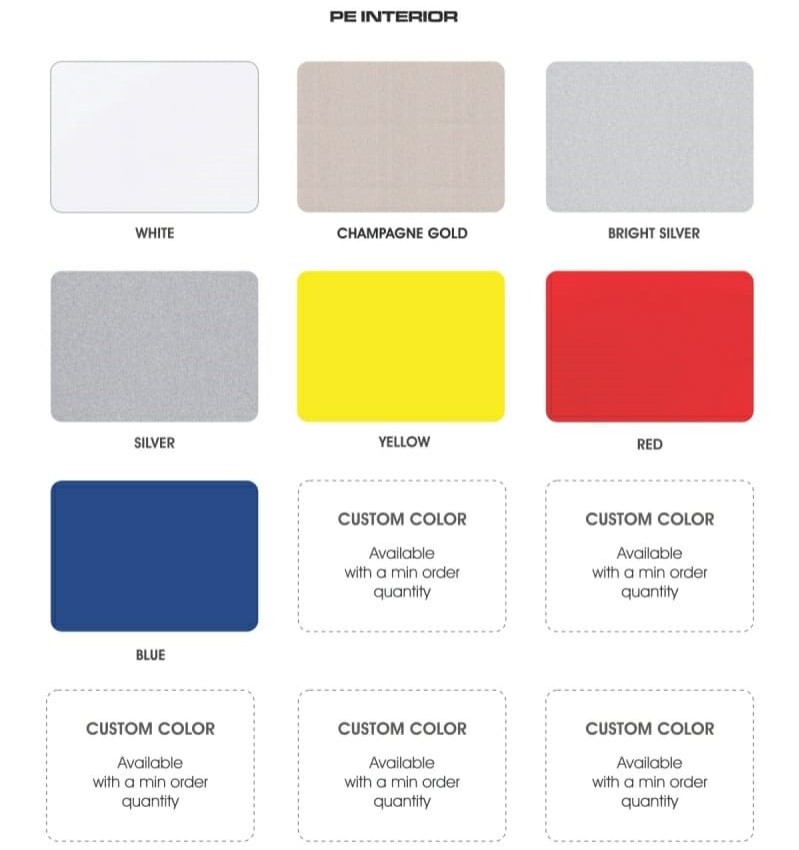 PE INTERIOR
WHITE
CHAMPAGNE GOLD
BRIGHT SILVER
SILVER
YELLOW
RED
BLUE
CUSTOM COLOR
Available
with a min order
quantity
CUSTOM COLOR
Available
with a min order
quantity
CUSTOM COLOR
Available
with a min order
quantity
CUSTOM COLOR
Available
with a min order
quantity
CUSTOM COLOR
Available
with a min order
quantity